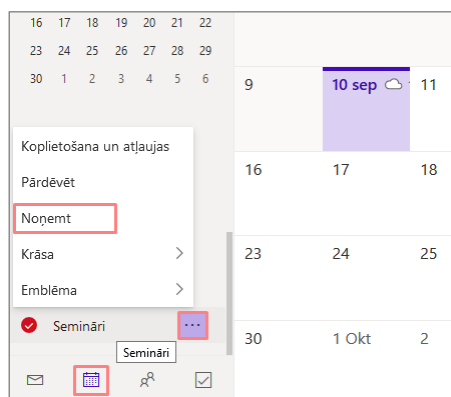 16 17 18 19 20 21 22
23 24 25 26 27 28 29
30 1 2 3 4 5 6
Koplietošana un atļaujas
Pārdēvēt
Noņemt
Krāsa
Emblēma
Semināri ...
Semināri
9 10 sep 11
16 17 18
23 24 25
30 1 Okt 2